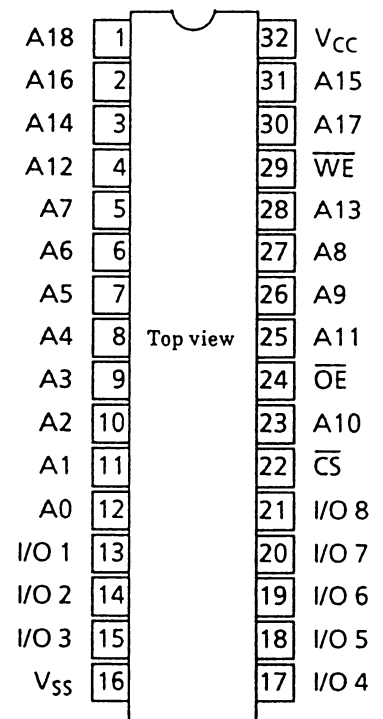 A18 1 32 VCC
A16 2 31 A15
A14 3 30 A17
A12 4 29 W̅E̅
A7 5 28 A13
A6 6 27 A8
A5 7 26 A9
A4 8 Top view 25 A11
A3 9 24 O̅E̅
A2 10 23 A10
A1 11 22 C̅S̅
A0 12 21 I/O 8
I/O 1 13 20 I/O 7
I/O 2 14 19 I/O 6
I/O 3 15 18 I/O 5
VSS 16 17 I/O 4